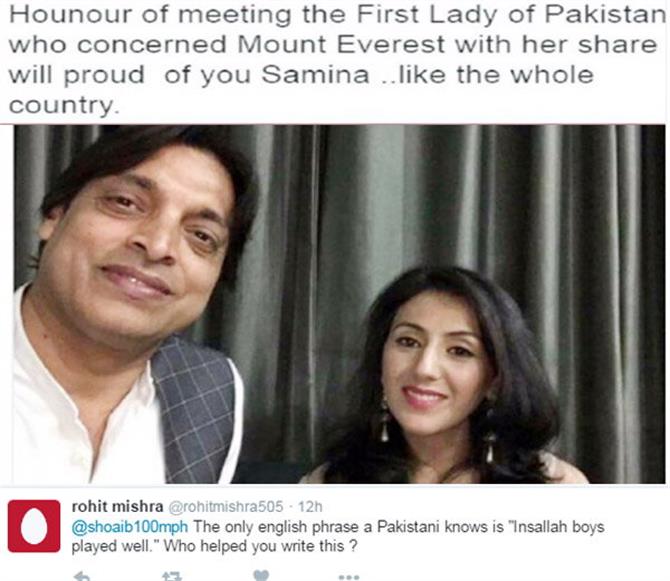 Hounour of meeting the First Lady of Pakistan
who concerned Mount Everest with her share
will proud  of you Samina ..like the whole
country.
rohit mishra @rohitmishra505 · 12h
@shoaib100mph The only english phrase a Pakistani knows is "Insallah boys
played well." Who helped you write this ?